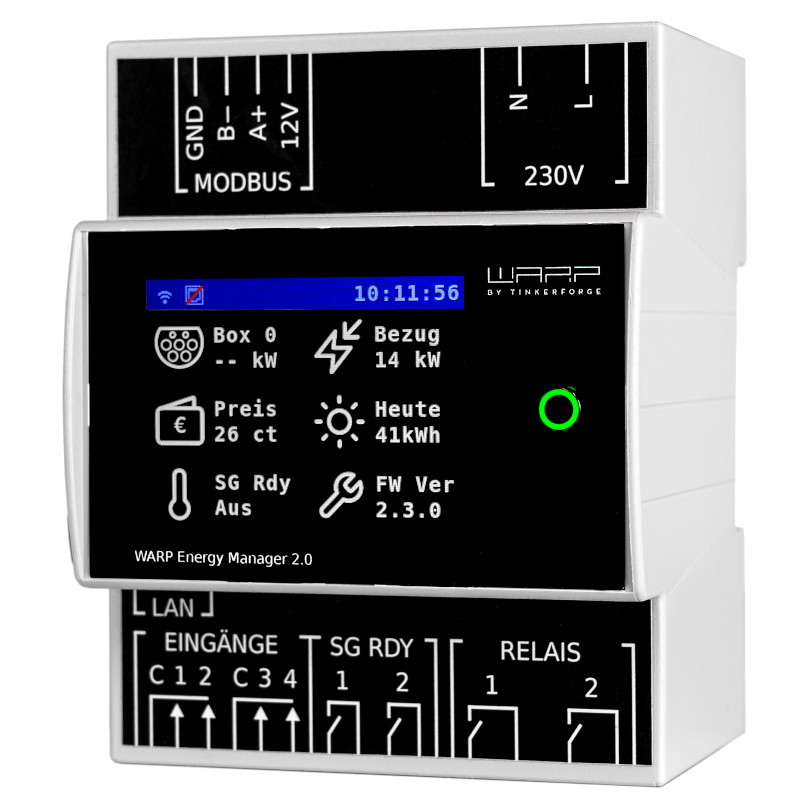 GND
B−
A+
12V
MODBUS
N
L
230V
10:11:56
WARP
BY TINKERFORGE
Box 0
-- kW
Bezug
14 kW
Preis
26 ct
€
Heute
41kWh
SG Rdy
Aus
FW Ver
2.3.0
WARP Energy Manager 2.0
LAN
EINGÄNGE
SG RDY
RELAIS
C 1 2 C 3 4
1 2
1 2